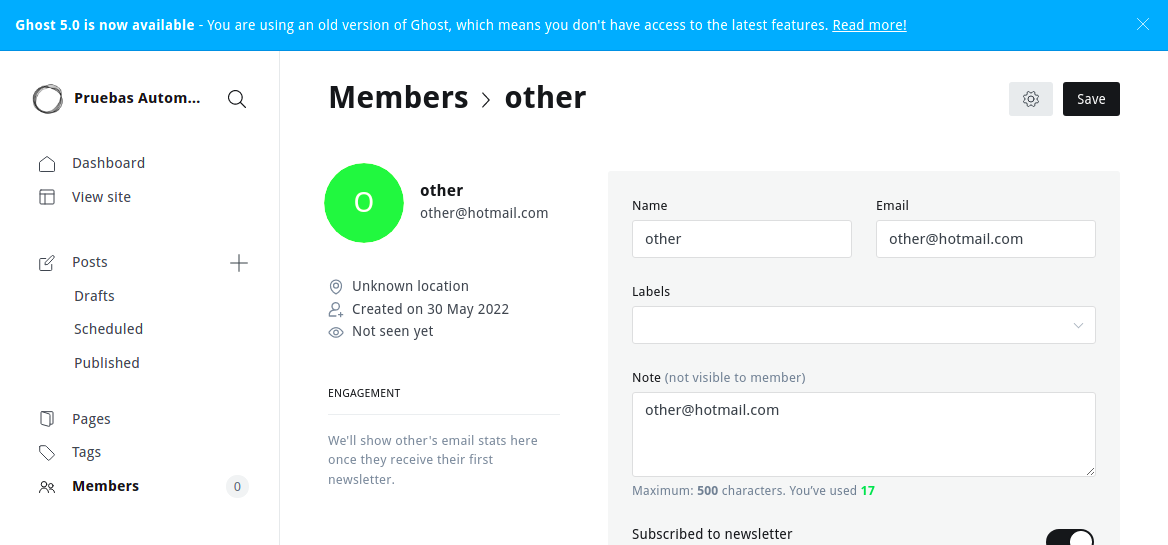 Ghost 5.0 is now available - You are using an old version of Ghost, which means you don't have access to the latest features. Read more!
Pruebas Autom...
Dashboard
View site
Posts
Drafts
Scheduled
Published
Pages
Tags
Members 0
Members > other
Save
O
other
other@hotmail.com
Unknown location
Created on 30 May 2022
Not seen yet
ENGAGEMENT
We'll show other's email stats here
once they receive their first
newsletter.
Name Email
other other@hotmail.com
Labels
Note (not visible to member)
other@hotmail.com
Maximum: 500 characters. You've used 17
Subscribed to newsletter